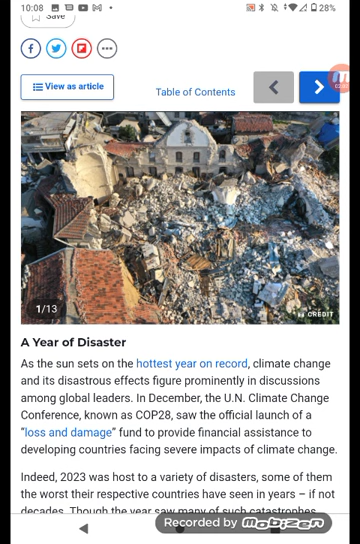 10:08
28%
Save
View as article
Table of Contents
1/13
CREDIT
A Year of Disaster
As the sun sets on the hottest year on record, climate change
and its disastrous effects figure prominently in discussions
among global leaders. In December, the U.N. Climate Change
Conference, known as COP28, saw the official launch of a
“loss and damage” fund to provide financial assistance to
developing countries facing severe impacts of climate change.
Indeed, 2023 was host to a variety of disasters, some of them
the worst their respective countries have seen in years – if not
decades. Though the year saw many of such catastrophes
Recorded by mobizen